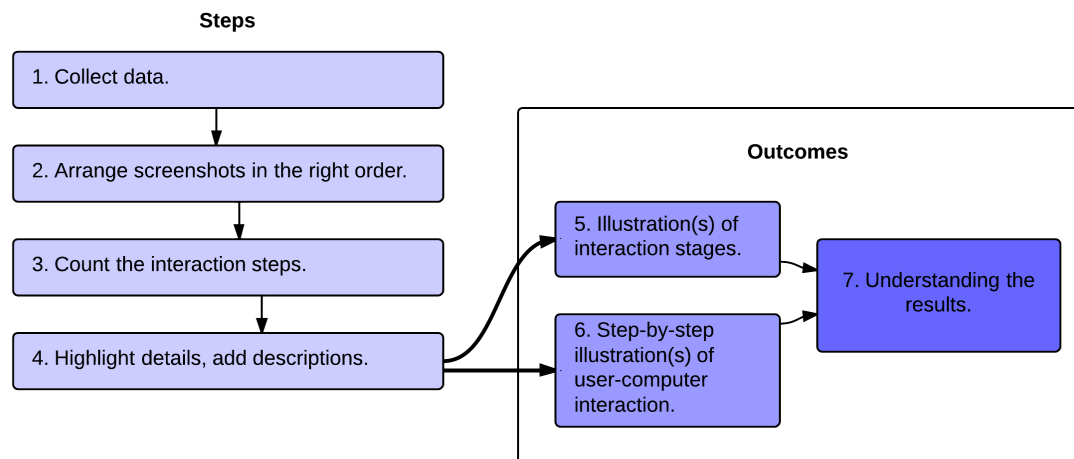 Steps
1. Collect data.
2. Arrange screenshots in the right order.
3. Count the interaction steps.
4. Highlight details, add descriptions.
Outcomes
5. Illustration(s) of
interaction stages.
6. Step-by-step
illustration(s) of
user-computer
interaction.
7. Understanding the
results.